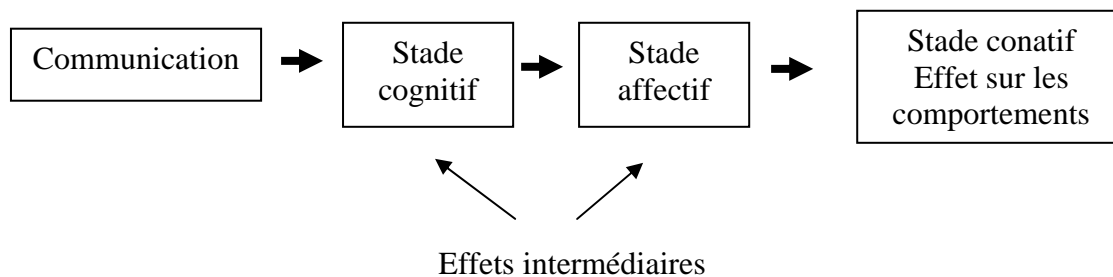 Communication
Stade
cognitif
Stade
affectif
Stade conatif
Effet sur les
comportements
Effets intermédiaires